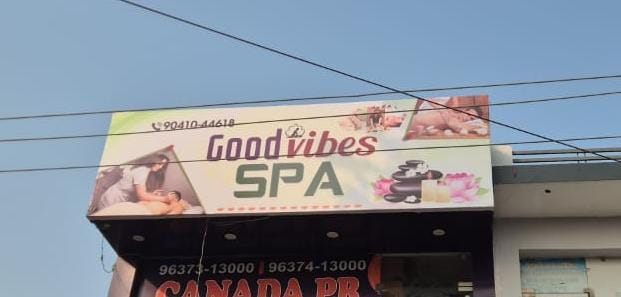 90410-44618
Good vibes
SPA
96373-13000 | 96374-13000
CANADA PR